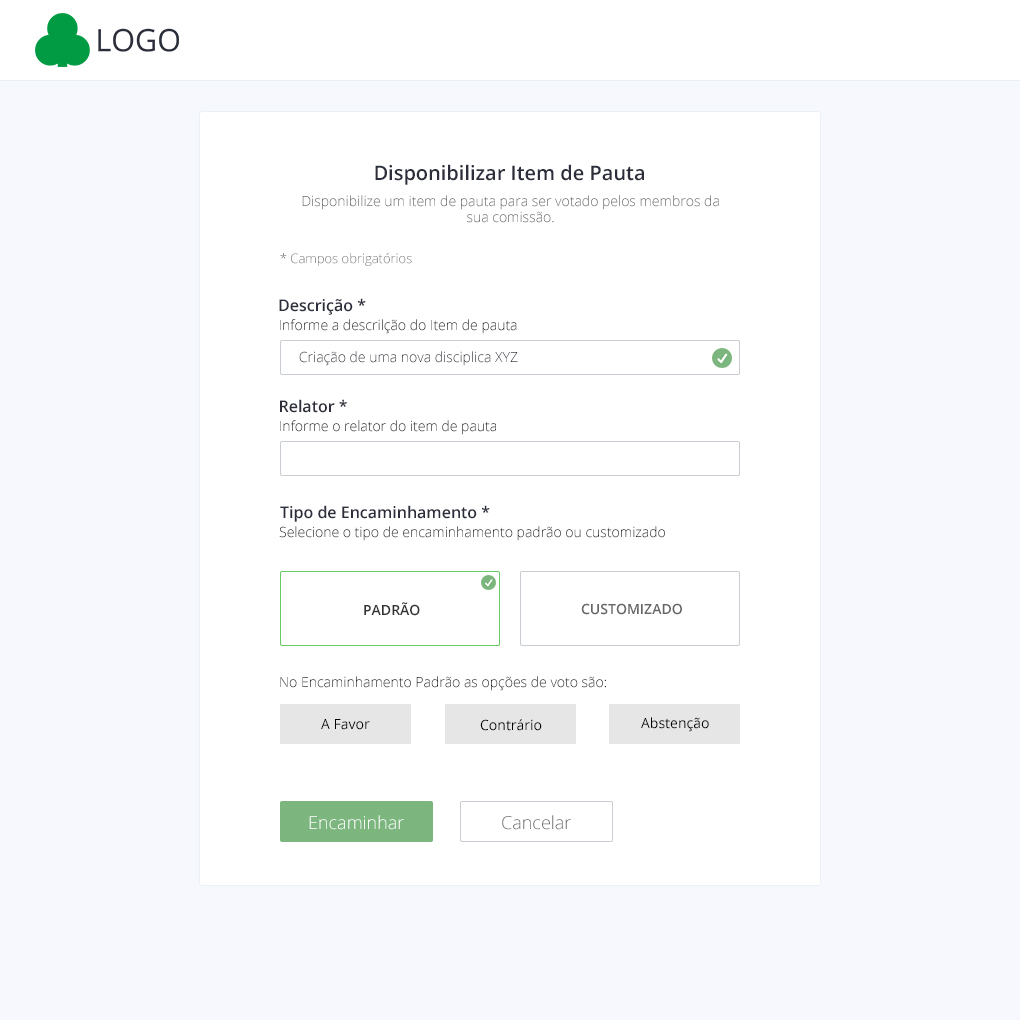 LOGO
Disponibilizar Item de Pauta
Disponibilize um item de pauta para ser votado pelos membros da
sua comissão.
* Campos obrigatórios
Descrição *
Informe a descrilção do Item de pauta
Criação de uma nova disciplica XYZ
Relator *
Informe o relator do item de pauta
Tipo de Encaminhamento *
Selecione o tipo de encaminhamento padrão ou customizado
PADRÃO
CUSTOMIZADO
No Encaminhamento Padrão as opções de voto são:
A Favor
Contrário
Abstenção
Encaminhar
Cancelar